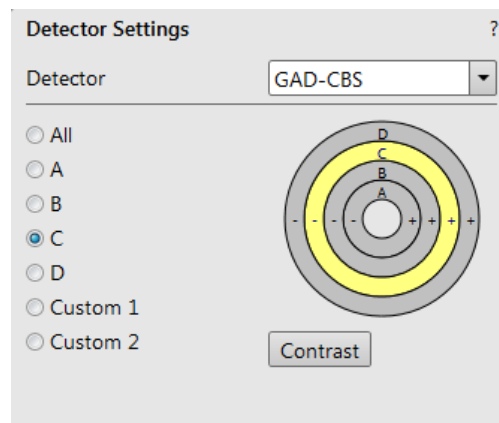 Detector Settings ?
Detector GAD-CBS
All
A
B
C
D
Custom 1
Custom 2
D
C
B
A
- - - - + + + +
Contrast